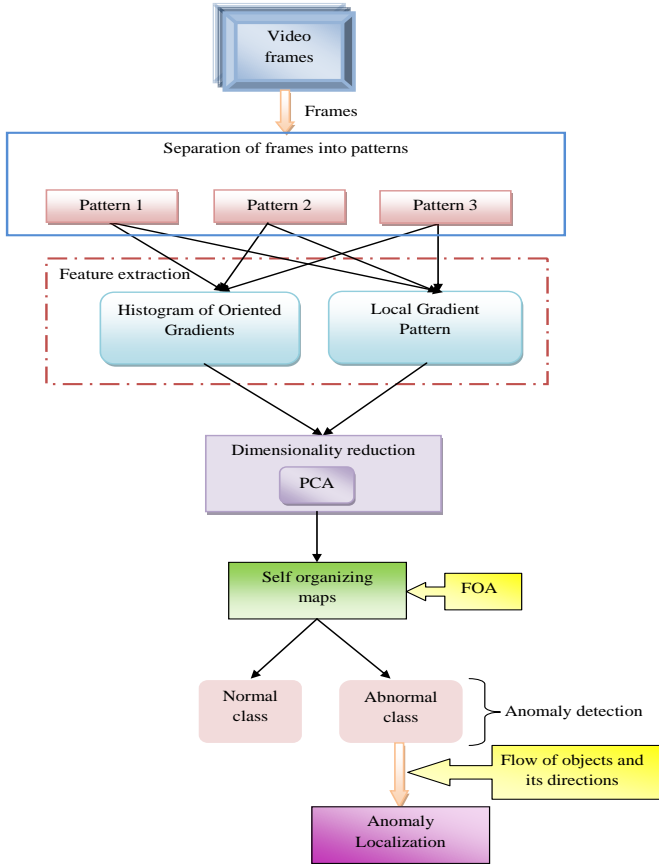 Video
frames
Frames
Separation of frames into patterns
Pattern 1
Pattern 2
Pattern 3
Feature extraction
Histogram of Oriented
Gradients
Local Gradient
Pattern
Dimensionality reduction
PCA
Self organizing
maps
FOA
Normal
class
Abnormal
class
Anomaly detection
Flow of objects and
its directions
Anomaly
Localization